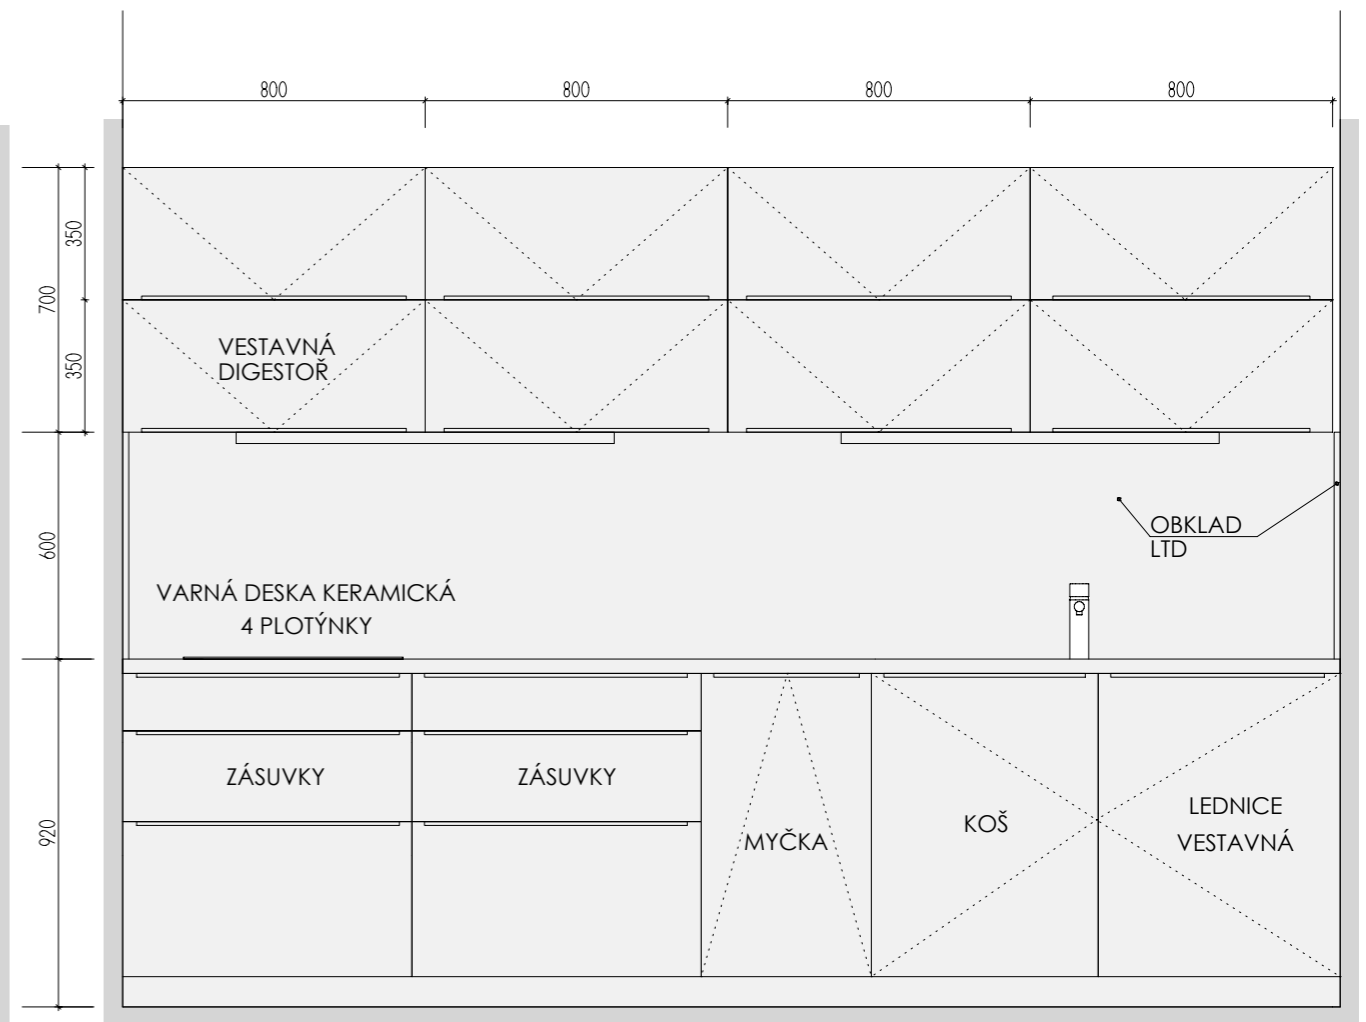 800
800
800
800
350
700
350
VESTAVNÁ
DIGESTOŘ
600
OBKLAD
LTD
VARNÁ DESKA KERAMICKÁ
4 PLOTÝNKY
920
ZÁSUVKY
ZÁSUVKY
MYČKA
KOŠ
LEDNICE
VESTAVNÁ